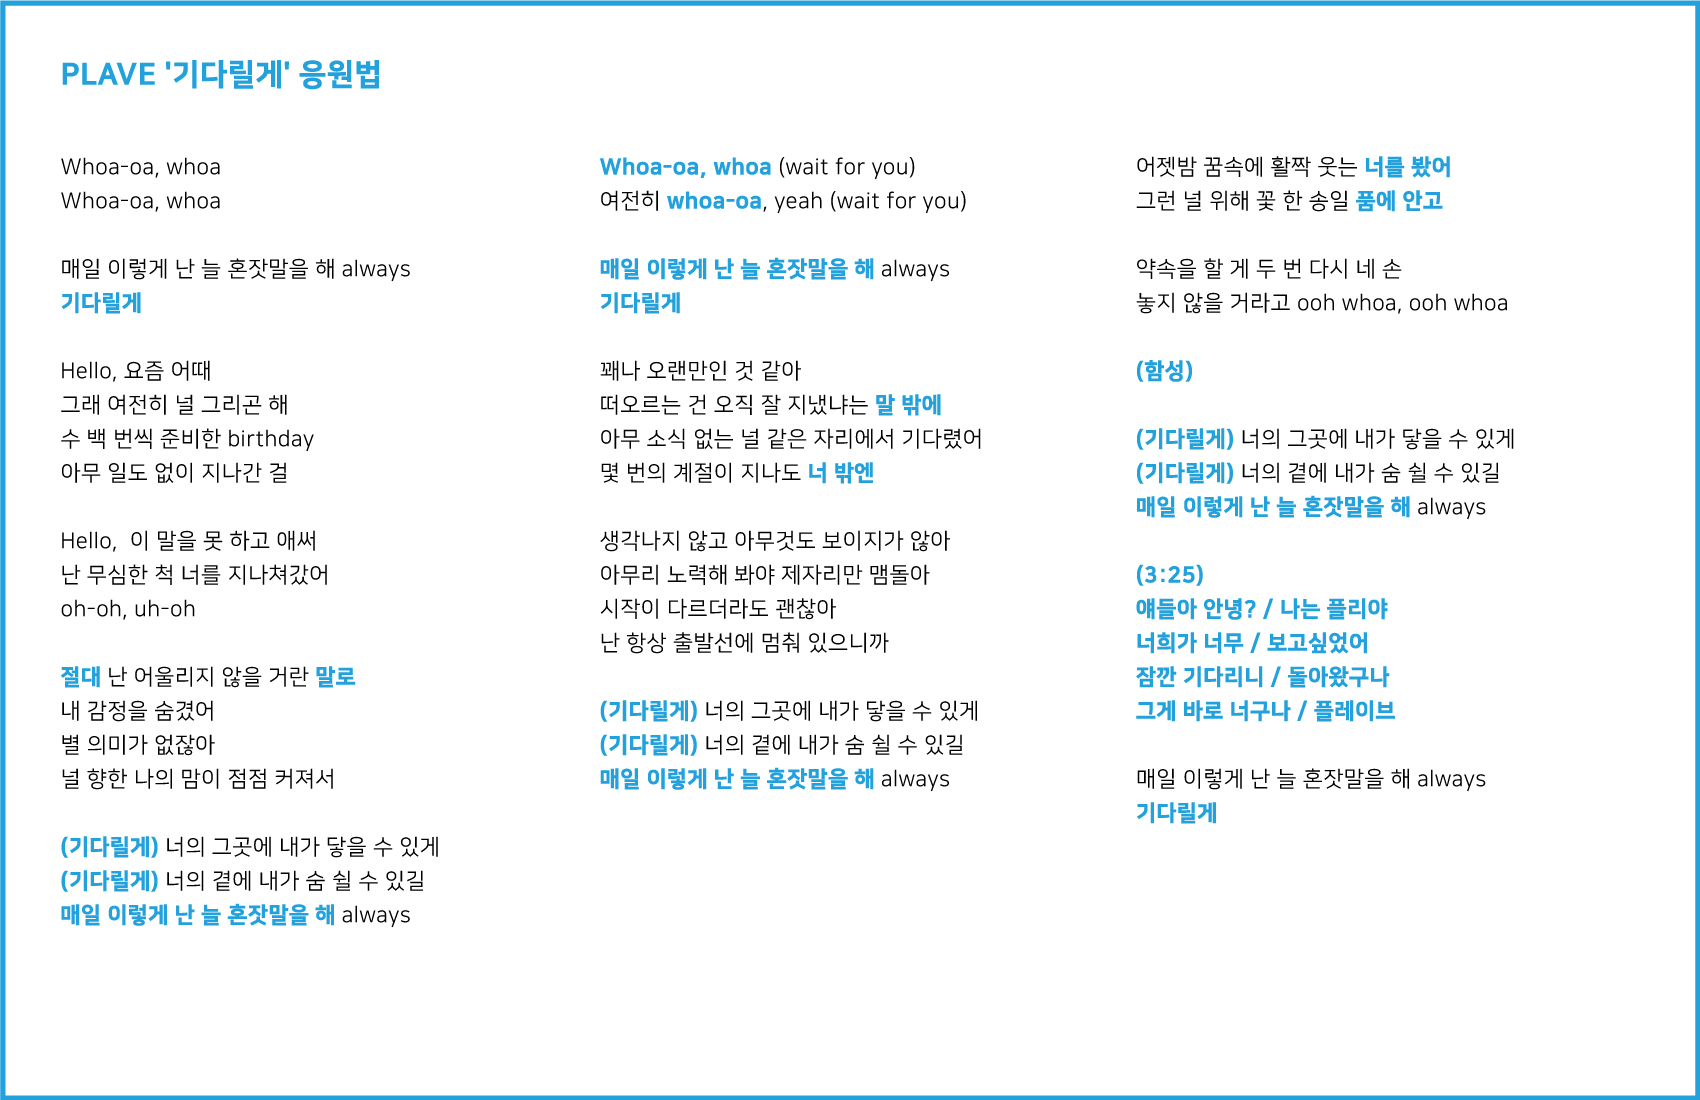 PLAVE '기다릴게' 응원법
Whoa-oa, whoa
Whoa-oa, whoa
매일 이렇게 난 늘 혼잣말을 해 always
기다릴게
Hello, 요즘 어때
그래 여전히 널 그리곤 해
수 백 번씩 준비한 birthday
아무 일도 없이 지나간 걸
Hello,  이 말을 못 하고 애써
난 무심한 척 너를 지나쳐갔어
oh-oh, uh-oh
절대 난 어울리지 않을 거란 말로
내 감정을 숨겼어
별 의미가 없잖아
널 향한 나의 맘이 점점 커져서
(기다릴게) 너의 그곳에 내가 닿을 수 있게
(기다릴게) 너의 곁에 내가 숨 쉴 수 있길
매일 이렇게 난 늘 혼잣말을 해 always
Whoa-oa, whoa (wait for you)
여전히 whoa-oa, yeah (wait for you)
매일 이렇게 난 늘 혼잣말을 해 always
기다릴게
꽤나 오랜만인 것 같아
떠오르는 건 오직 잘 지냈냐는 말 밖에
아무 소식 없는 널 같은 자리에서 기다렸어
몇 번의 계절이 지나도 너 밖엔
생각나지 않고 아무것도 보이지가 않아
아무리 노력해 봐야 제자리만 맴돌아
시작이 다르더라도 괜찮아
난 항상 출발선에 멈춰 있으니까
(기다릴게) 너의 그곳에 내가 닿을 수 있게
(기다릴게) 너의 곁에 내가 숨 쉴 수 있길
매일 이렇게 난 늘 혼잣말을 해 always
어젯밤 꿈속에 활짝 웃는 너를 봤어
그런 널 위해 꽃 한 송일 품에 안고
약속을 할 게 두 번 다시 네 손
놓지 않을 거라고 ooh whoa, ooh whoa
(함성)
(기다릴게) 너의 그곳에 내가 닿을 수 있게
(기다릴게) 너의 곁에 내가 숨 쉴 수 있길
매일 이렇게 난 늘 혼잣말을 해 always
(3:25)
얘들아 안녕? / 나는 플리야
너희가 너무 / 보고싶었어
잠깐 기다리니 / 돌아왔구나
그게 바로 너구나 / 플레이브
매일 이렇게 난 늘 혼잣말을 해 always
기다릴게